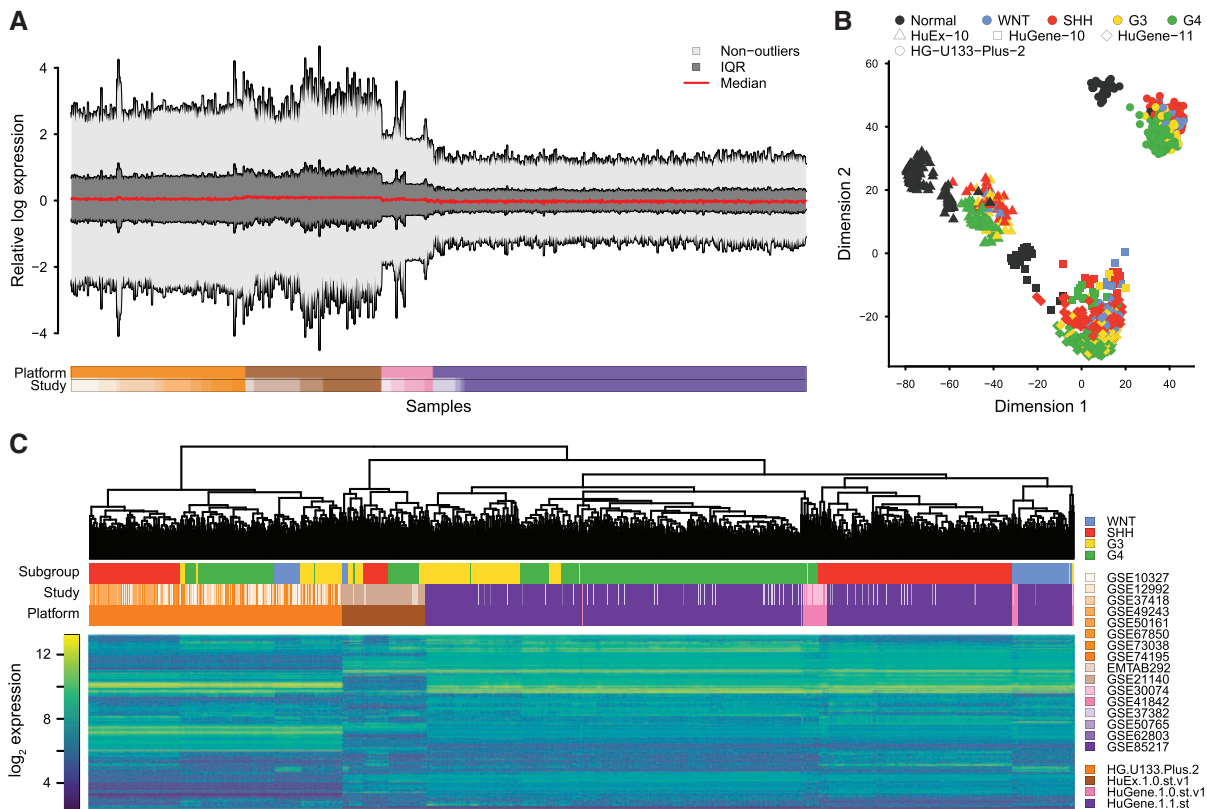 A
Relative log expression
4
2
0
−2
−4
Non-outliers
IQR
Median
Platform
Study
Samples
B
Normal WNT SHH G3 G4
HuEx−10 HuGene−10 HuGene−11
HG−U133−Plus−2
Dimension 2
60
40
20
0
−20
−80 −60 −40 −20 0 20 40
Dimension 1
C
Subgroup
Study
Platform
log2 expression
12
8
4
WNT
SHH
G3
G4
GSE10327
GSE12992
GSE37418
GSE49243
GSE50161
GSE67850
GSE73038
GSE74195
EMTAB292
GSE21140
GSE30074
GSE41842
GSE37382
GSE50765
GSE62803
GSE85217
HG.U133.Plus.2
HuEx.1.0.st.v1
HuGene.1.0.st.v1
HuGene.1.1.st